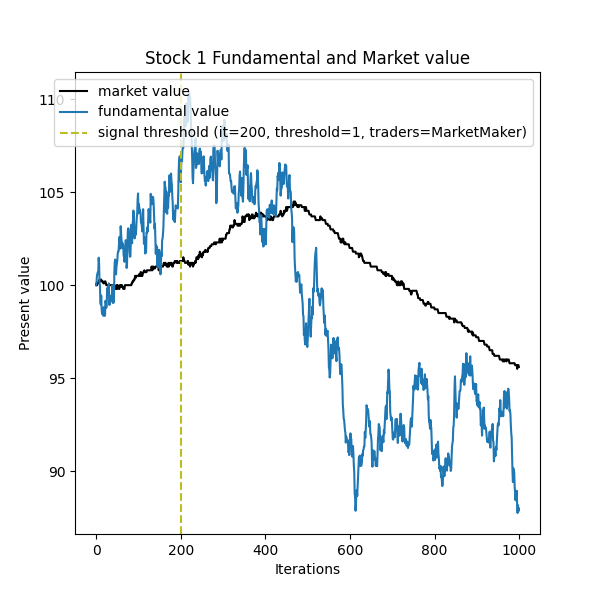 Stock 1 Fundamental and Market value
market value
fundamental value
signal threshold (it=200, threshold=1, traders=MarketMaker)
110
105
100
95
90
Present value
0 200 400 600 800 1000
Iterations